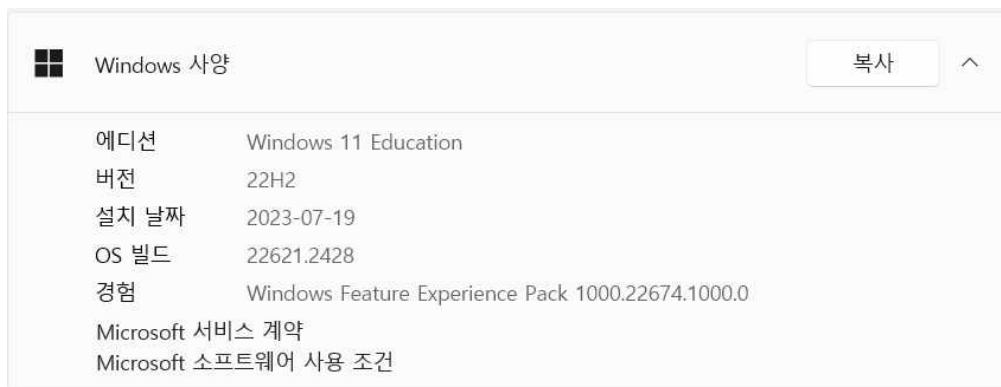 Windows 사양
복사
에디션 Windows 11 Education
버전 22H2
설치 날짜 2023-07-19
OS 빌드 22621.2428
경험 Windows Feature Experience Pack 1000.22674.1000.0
Microsoft 서비스 계약
Microsoft 소프트웨어 사용 조건